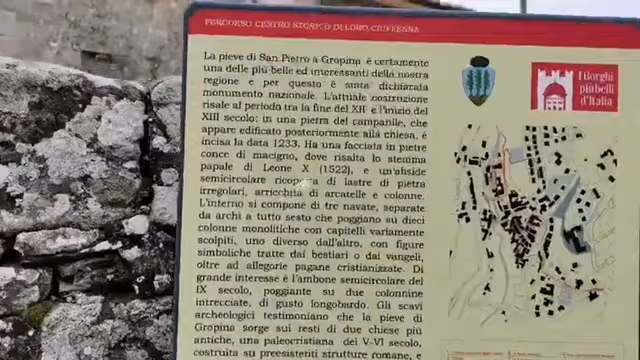 PERCORSO CENTRO STORICO DI LORO CIUFFENNA
La pieve di San Pietro a Gropina è certamente
una delle più belle ed interessanti della nostra
regione e per questo è stata dichiarata
monumento nazionale. L'attuale costruzione
risale al periodo tra la fine del XII e l'inizio del
XIII secolo: in una pietra del campanile, che
appare edificato posteriormente alla chiesa, è
incisa la data 1233. Ha una facciata in pietre
conce di macigno, dove risalta lo stemma
papale di Leone X (1522), e un'abside
semicircolare ricoperta di lastre di pietra
irregolari, arricchita di arcatelle e colonne.
L'interno si compone di tre navate, separate
da archi a tutto sesto che poggiano su dieci
colonne monolitiche con capitelli variamente
scolpiti, uno diverso dall'altro, con figure
simboliche tratte dai bestiari o dai vangeli,
oltre ad allegorie pagane cristianizzate. Di
grande interesse è l'ambone semicircolare del
IX secolo, poggiante su due colonnine
intrecciate, di gusto longobardo. Gli scavi
archeologici testimoniano che la pieve di
Gropina sorge sui resti di due chiese più
antiche, una paleocristiana del V-VI secolo,
costruita su preesistenti strutture romane, e
I Borghi
più belli
d'Italia